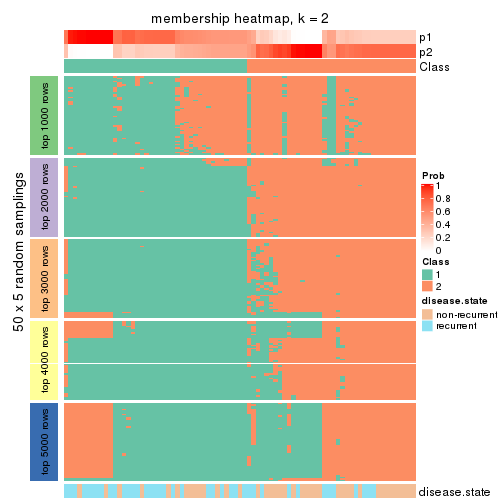 membership heatmap, k = 2
p1
p2
Class
50 x 5 random samplings
top 1000 rows
top 2000 rows
top 3000 rows
top 4000 rows
top 5000 rows
Prob
1
0.8
0.6
0.4
0.2
0
Class
1
2
disease.state
non-recurrent
recurrent
disease.state